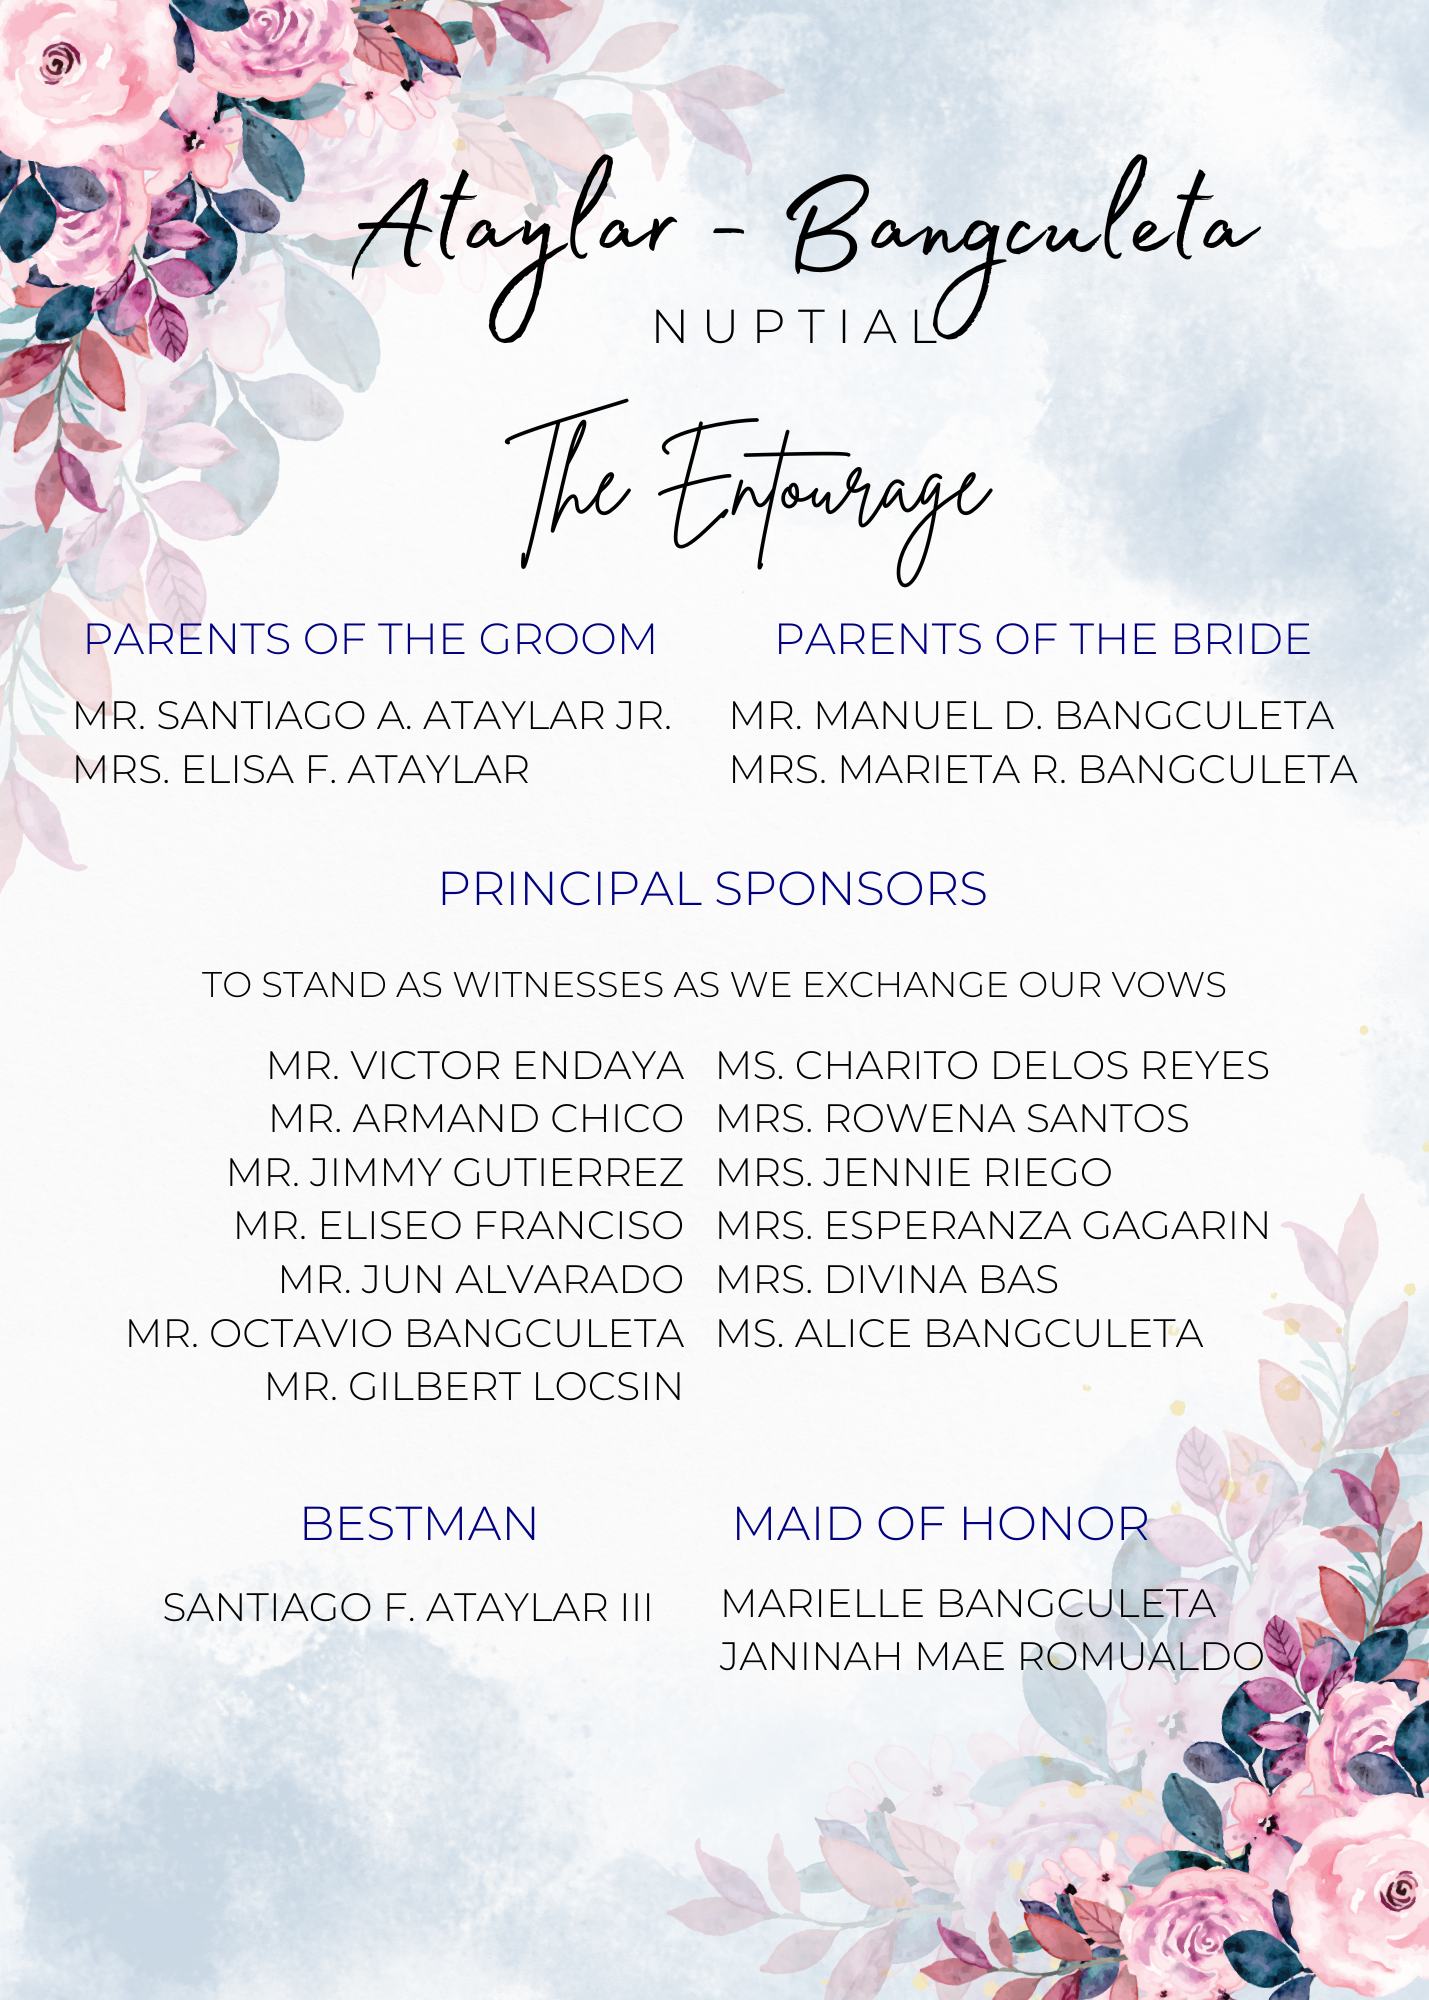 Ataylar - Bangculeta
NUPTIAL
The Entourage
PARENTS OF THE GROOM
MR. SANTIAGO A. ATAYLAR JR.
MRS. ELISA F. ATAYLAR
PARENTS OF THE BRIDE
MR. MANUEL D. BANGCULETA
MRS. MARIETA R. BANGCULETA
PRINCIPAL SPONSORS
TO STAND AS WITNESSES AS WE EXCHANGE OUR VOWS
MR. VICTOR ENDAYA
MR. ARMAND CHICO
MR. JIMMY GUTIERREZ
MR. ELISEO FRANCISO
MR. JUN ALVARADO
MR. OCTAVIO BANGCULETA
MR. GILBERT LOCSIN
MS. CHARITO DELOS REYES
MRS. ROWENA SANTOS
MRS. JENNIE RIEGO
MRS. ESPERANZA GAGARIN
MRS. DIVINA BAS
MS. ALICE BANGCULETA
BESTMAN
SANTIAGO F. ATAYLAR III
MAID OF HONOR
MARIELLE BANGCULETA
JANINAH MAE ROMUALDO